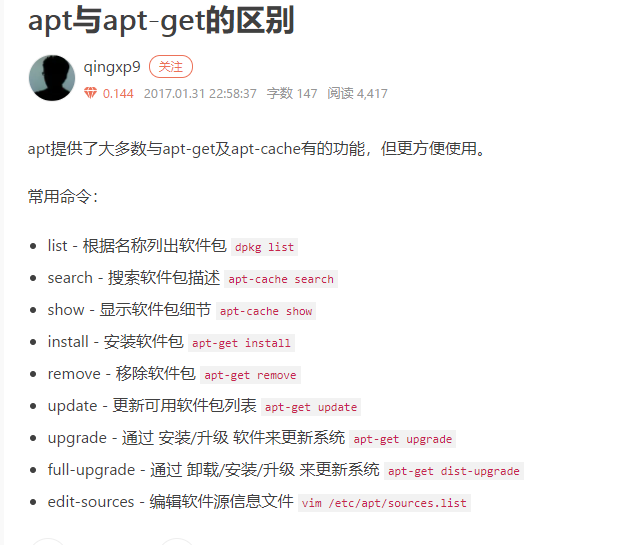 apt与apt-get的区别
qingxp9 关注
0.144 2017.01.31 22:58:37 字数 147 阅读 4,417
apt提供了大多数与apt-get及apt-cache有的功能，但更方便使用。
常用命令：
list - 根据名称列出软件包 dpkg list
search - 搜索软件包描述 apt-cache search
show - 显示软件包细节 apt-cache show
install - 安装软件包 apt-get install
remove - 移除软件包 apt-get remove
update - 更新可用软件包列表 apt-get update
upgrade - 通过 安装/升级 软件来更新系统 apt-get upgrade
full-upgrade - 通过 卸载/安装/升级 来更新系统 apt-get dist-upgrade
edit-sources - 编辑软件源信息文件 vim /etc/apt/sources.list